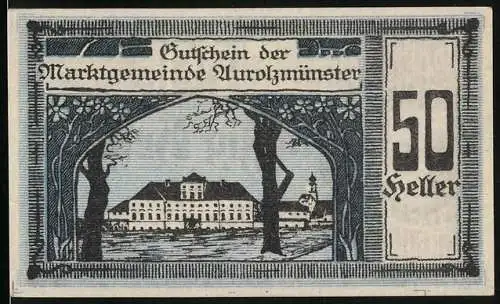 Gutschein der
Marktgemeinde Aurolzmünster
50
Heller